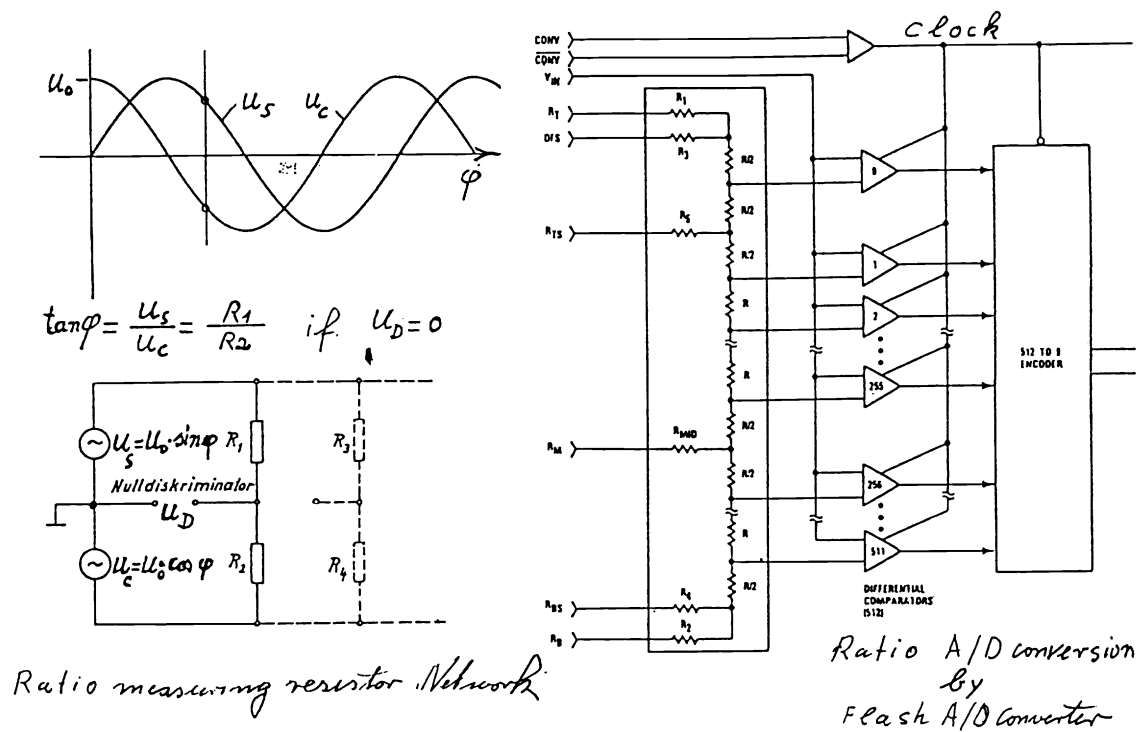 U₀
U_S
U_C
φ
tanφ = U_S/U_C = R1/R2 if U_D = 0
U_S=U₀·sinφ
R₁
R₃
Nulldiskriminator
U_D
U_C=U₀·cosφ
R₂
R₄
Ratio measuring resistor Network
CONV
CONV
V_IN
clock
R_T
R₁
OFS
R₃
R/2
0
R/2
R_TS
R₅
R/2
1
R
2
R
255
512 TO 9
ENCODER
R/2
R_M
R_MID
R/2
256
R
511
R/2
DIFFERENTIAL
COMPARATORS
(512)
R_BS
R₄
R_B
R₂
Ratio A/D conversion
by
Flash A/D Converter